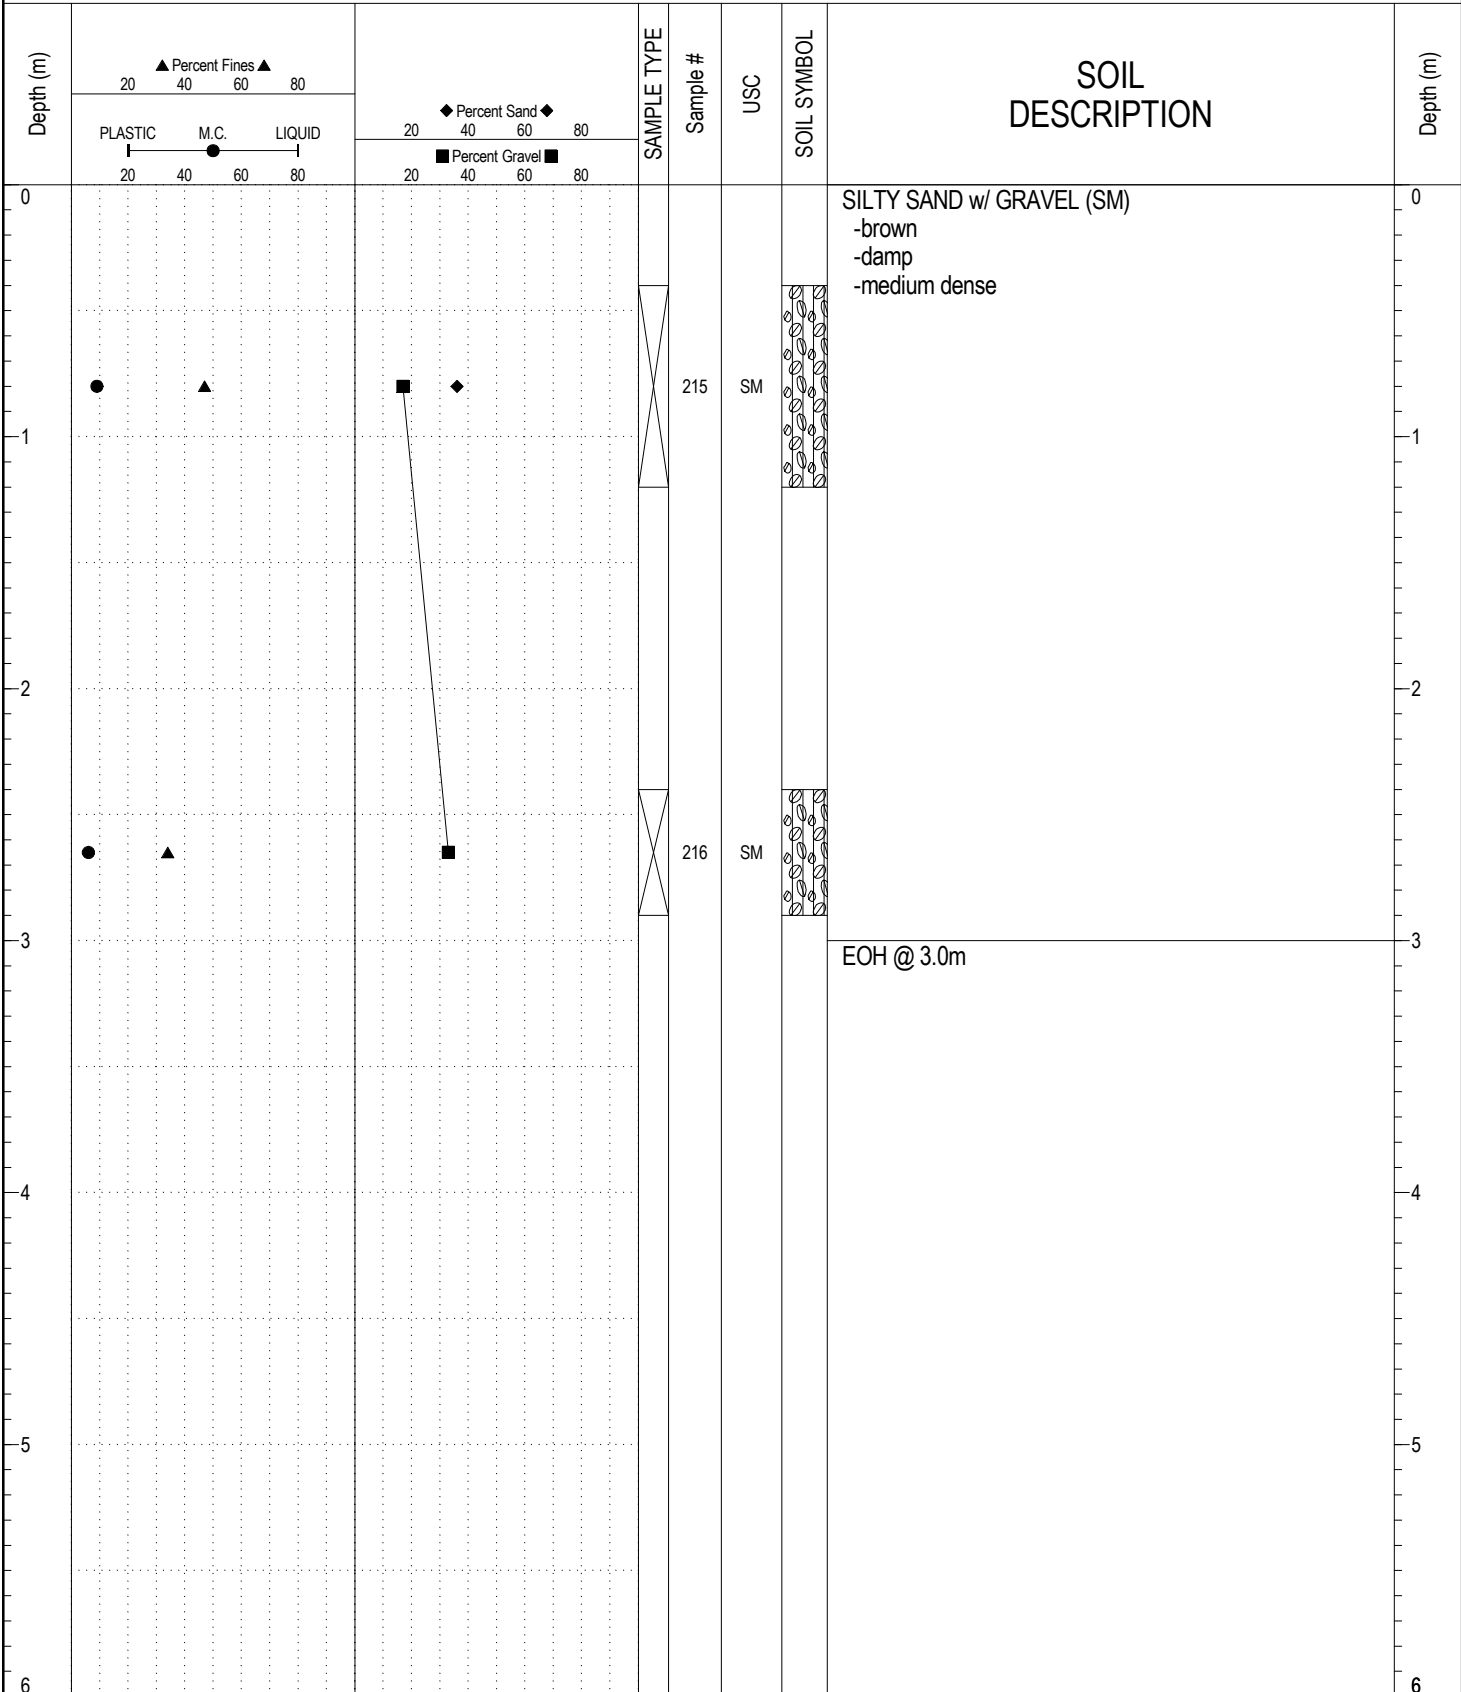 Depth (m)
▲ Percent Fines ▲
20 40 60 80
PLASTIC M.C. LIQUID
20 40 60 80
◆ Percent Sand ◆
20 40 60 80
■ Percent Gravel ■
20 40 60 80
SAMPLE TYPE
Sample #
USC
SOIL SYMBOL
SOIL
DESCRIPTION
Depth (m)
0 SILTY SAND w/ GRAVEL (SM) 0
-brown
-damp
-medium dense
215 SM
1 1
2 2
216 SM
3 3
EOH @ 3.0m
4 4
5 5
6 6